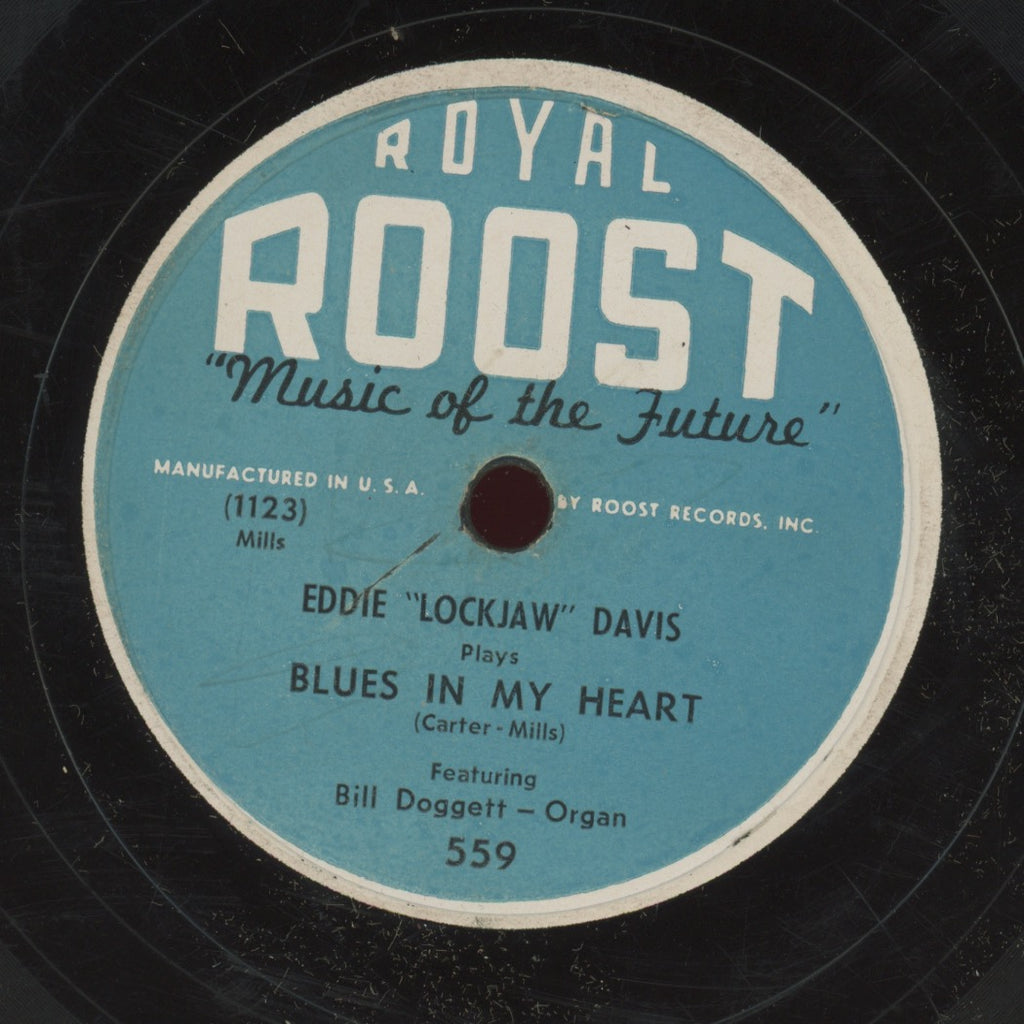 ROYAL
ROOST
"Music of the Future"
MANUFACTURED IN U.S.A. BY ROOST RECORDS, INC.
(1123)
Mills
EDDIE "LOCKJAW" DAVIS
Plays
BLUES IN MY HEART
(Carter - Mills)
Featuring
Bill Doggett – Organ
559